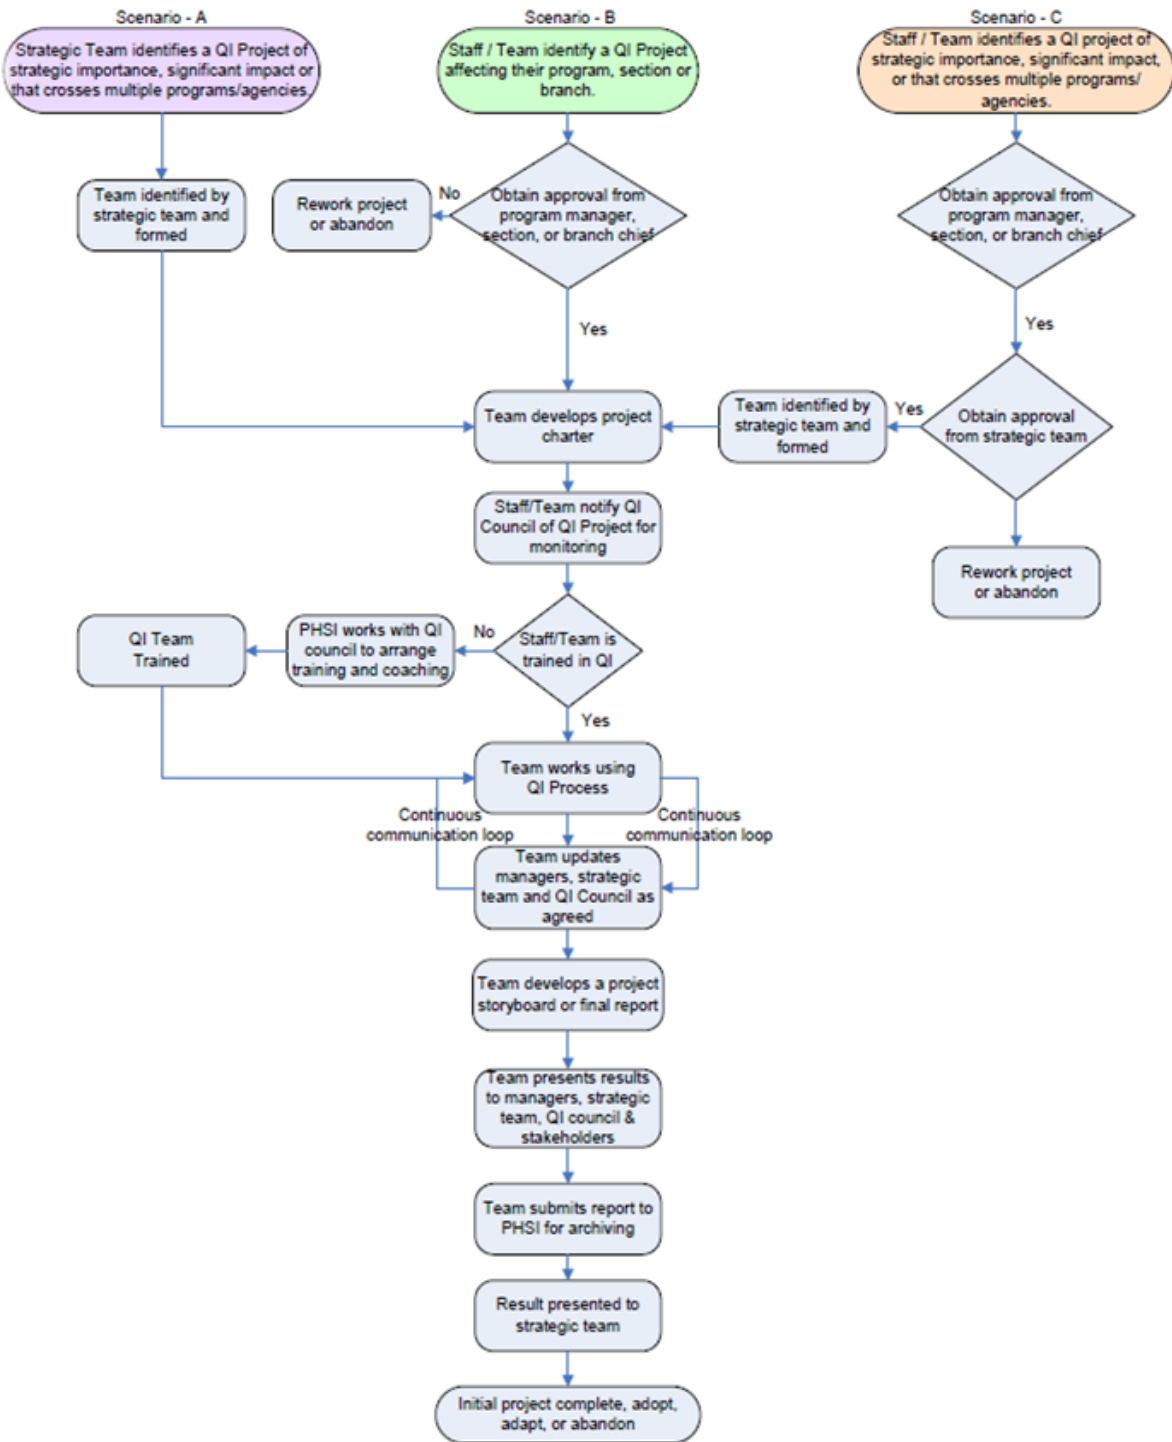 Scenario - A
Strategic Team identifies a QI Project of
strategic importance, significant impact or
that crosses multiple programs/agencies.
Scenario - B
Staff / Team identify a QI Project
affecting their program, section or
branch.
Scenario - C
Staff / Team identifies a QI project of
strategic importance, significant impact,
or that crosses multiple programs/
agencies.
Team identified by
strategic team and
formed
Rework project
or abandon
No
Obtain approval from
program manager,
section, or branch chief
Obtain approval from
program manager,
section, or branch chief
Yes
Yes
Team develops project
charter
Team identified by
strategic team and
formed
Yes
Obtain approval
from strategic team
Staff/Team notify QI
Council of QI Project for
monitoring
Rework project
or abandon
QI Team
Trained
PHSI works with QI
council to arrange
training and coaching
No
Staff/Team is
trained in QI
Yes
Team works using
QI Process
Continuous
communication loop
Continuous
communication loop
Team updates
managers, strategic
team and QI Council as
agreed
Team develops a project
storyboard or final report
Team presents results
to managers, strategic
team, QI council &
stakeholders
Team submits report to
PHSI for archiving
Result presented to
strategic team
Initial project complete, adopt,
adapt, or abandon